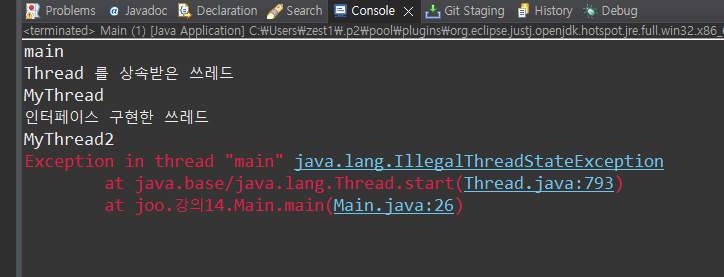 Problems @ Javadoc Declaration Search Console Git Staging History Debug
<terminated> Main (1) [Java Application] C:₩Users₩zest1₩.p2₩pool₩plugins₩org.eclipse.justj.openjdk.hotspot.jre.full.win32.x86_6
main
Thread 를 상속받은 쓰레드
MyThread
인터페이스 구현한 쓰레드
MyThread2
Exception in thread "main" java.lang.IllegalThreadStateException
at java.base/java.lang.Thread.start(Thread.java:793)
at joo.강의14.Main.main(Main.java:26)